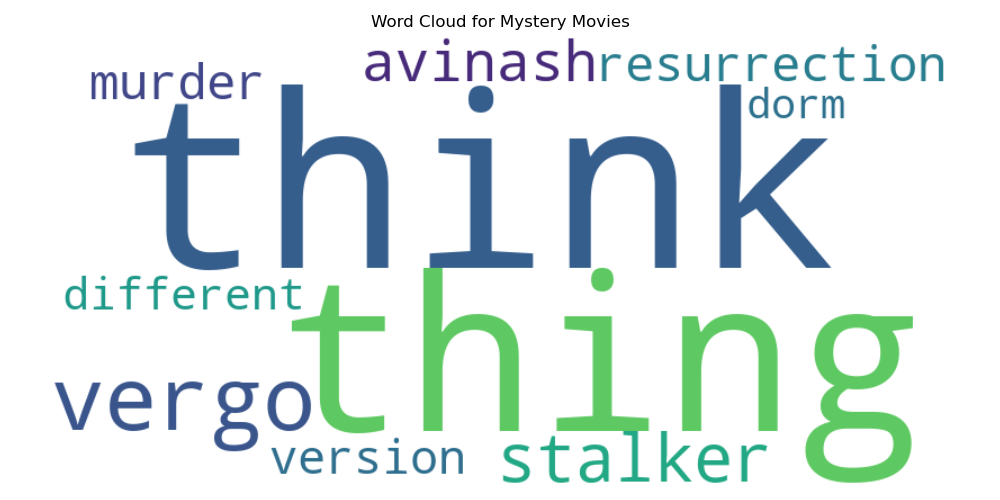 Word Cloud for Mystery Movies
avinash resurrection
murder dorm
think
different
thing
vergo
version stalker